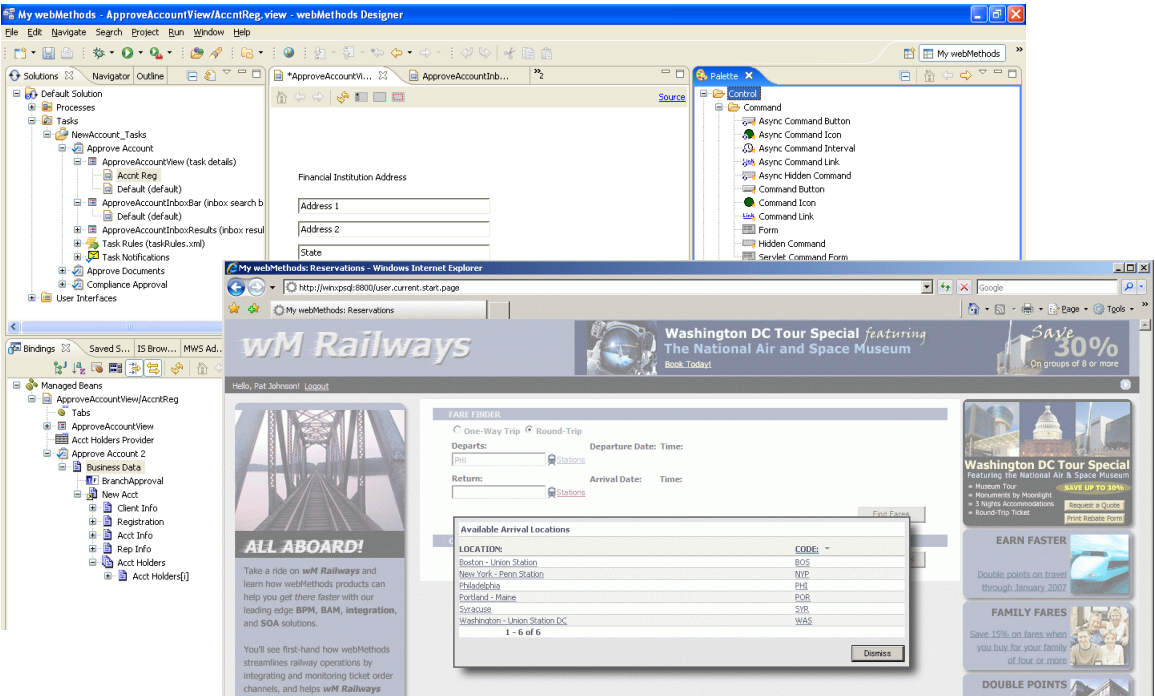 My webMethods - ApproveAccountView/AccntReg.view - webMethods Designer
File Edit Navigate Search Project Run Window Help
My webMethods
Solutions Navigator Outline
Default Solution
Processes
Tasks
NewAccount_Tasks
Approve Account
ApproveAccountView (task details)
Accnt Reg
Default (default)
ApproveAccountInboxBar (inbox search b
Default (default)
ApproveAccountInboxResults (inbox resul
Task Rules (taskRules.xml)
Task Notifications
Approve Documents
Compliance Approval
User Interfaces
*ApproveAccountVi... ApproveAccountInb... »2
Source
Financial Institution Address
Address 1
Address 2
State
Palette
Control
Command
Async Command Button
Async Command Icon
Async Command Interval
Async Command Link
Async Hidden Command
Command Button
Command Icon
Command Link
Form
Hidden Command
Servlet Command Form
Bindings Saved S... IS Brow... MWS Ad...
Managed Beans
ApproveAccountView/AccntReg
Tabs
ApproveAccountView
Acct Holders Provider
Approve Account 2
Business Data
BranchApproval
New Acct
Client Info
Registration
Acct Info
Rep Info
Acct Holders
Acct Holders[i]
My webMethods: Reservations - Windows Internet Explorer
http://winxpsql:8800/user.current.start.page
Google
My webMethods: Reservations
Page Tools
wM Railways
Washington DC Tour Special featuring
The National Air and Space Museum
Book Today!
Save
30%
On groups of 8 or more
Hello, Pat Johnson! Logout
ALL ABOARD!
Take a ride on wM Railways and
learn how webMethods products can
help you get there faster with our
leading edge BPM, BAM, integration,
and SOA solutions.
You'll see first-hand how webMethods
streamlines railway operations by
integrating and monitoring ticket order
channels, and helps wM Railways
FARE FINDER
One-Way Trip Round-Trip
Departs: Departure Date: Time:
PHI Stations
Return: Arrival Date: Time:
Stations
Find Fares
Available Arrival Locations
LOCATION: CODE:
Boston - Union Station BOS
New York - Penn Station NYP
Philadelphia PHI
Portland - Maine POR
Syracuse SYR
Washington - Union Station DC WAS
1 - 6 of 6
Dismiss
Washington DC Tour Special
Featuring the National Air & Space Museum
Museum Tour
Monuments by Moonlight
3 Nights Accommodations
Round-Trip Ticket
SAVE UP TO 30%
Request a Quote
Print Rebate Form
EARN FASTER
Double points on travel
through January 2007
FAMILY FARES
Save 15% on fares when
you buy for your family
of four or more
DOUBLE POINTS